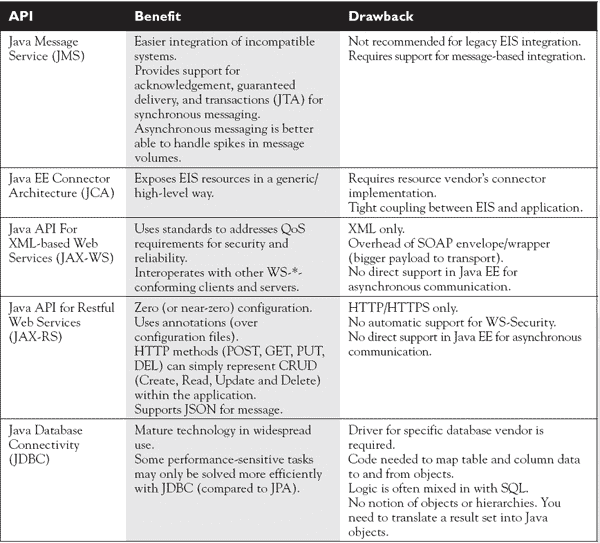 API Benefit Drawback
Java Message Easier integration of incompatible Not recommended for legacy EIS integration.
Service (JMS) systems. Requires support for message-based integration.
Provides support for
acknowledgement, guaranteed
delivery, and transactions (JTA) for
synchronous messaging.
Asynchronous messaging is better
able to handle spikes in message
volumes.
Java EE Connector Exposes EIS resources in a generic/ Requires resource vendor's connector
Architecture (JCA) high-level way. implementation.
Tight coupling between EIS and application.
Java API For Uses standards to addresses QoS XML only.
XML-based Web requirements for security and Overhead of SOAP envelope/wrapper
Services (JAX-WS) reliability. (bigger payload to transport).
Interoperates with other WS-*- No direct support in Java EE for
conforming clients and servers. asynchronous communication.
Java API for Restful Zero (or near-zero) configuration. HTTP/HTTPS only.
Web Services Uses annotations (over No automatic support for WS-Security.
(JAX-RS) configuration files). No direct support in Java EE for asynchronous
HTTP methods (POST, GET, PUT, communication.
DEL) can simply represent CRUD
(Create, Read, Update and Delete)
within the application.
Supports JSON for message.
Java Database Mature technology in widespread Driver for specific database vendor is
Connectivity use. required.
(JDBC) Some performance-sensitive tasks Code needed to map table and column data
may only be solved more efficiently to and from objects.
with JDBC (compared to JPA). Logic is often mixed in with SQL.
No notion of objects or hierarchies. You
need to translate a result set into Java
objects.